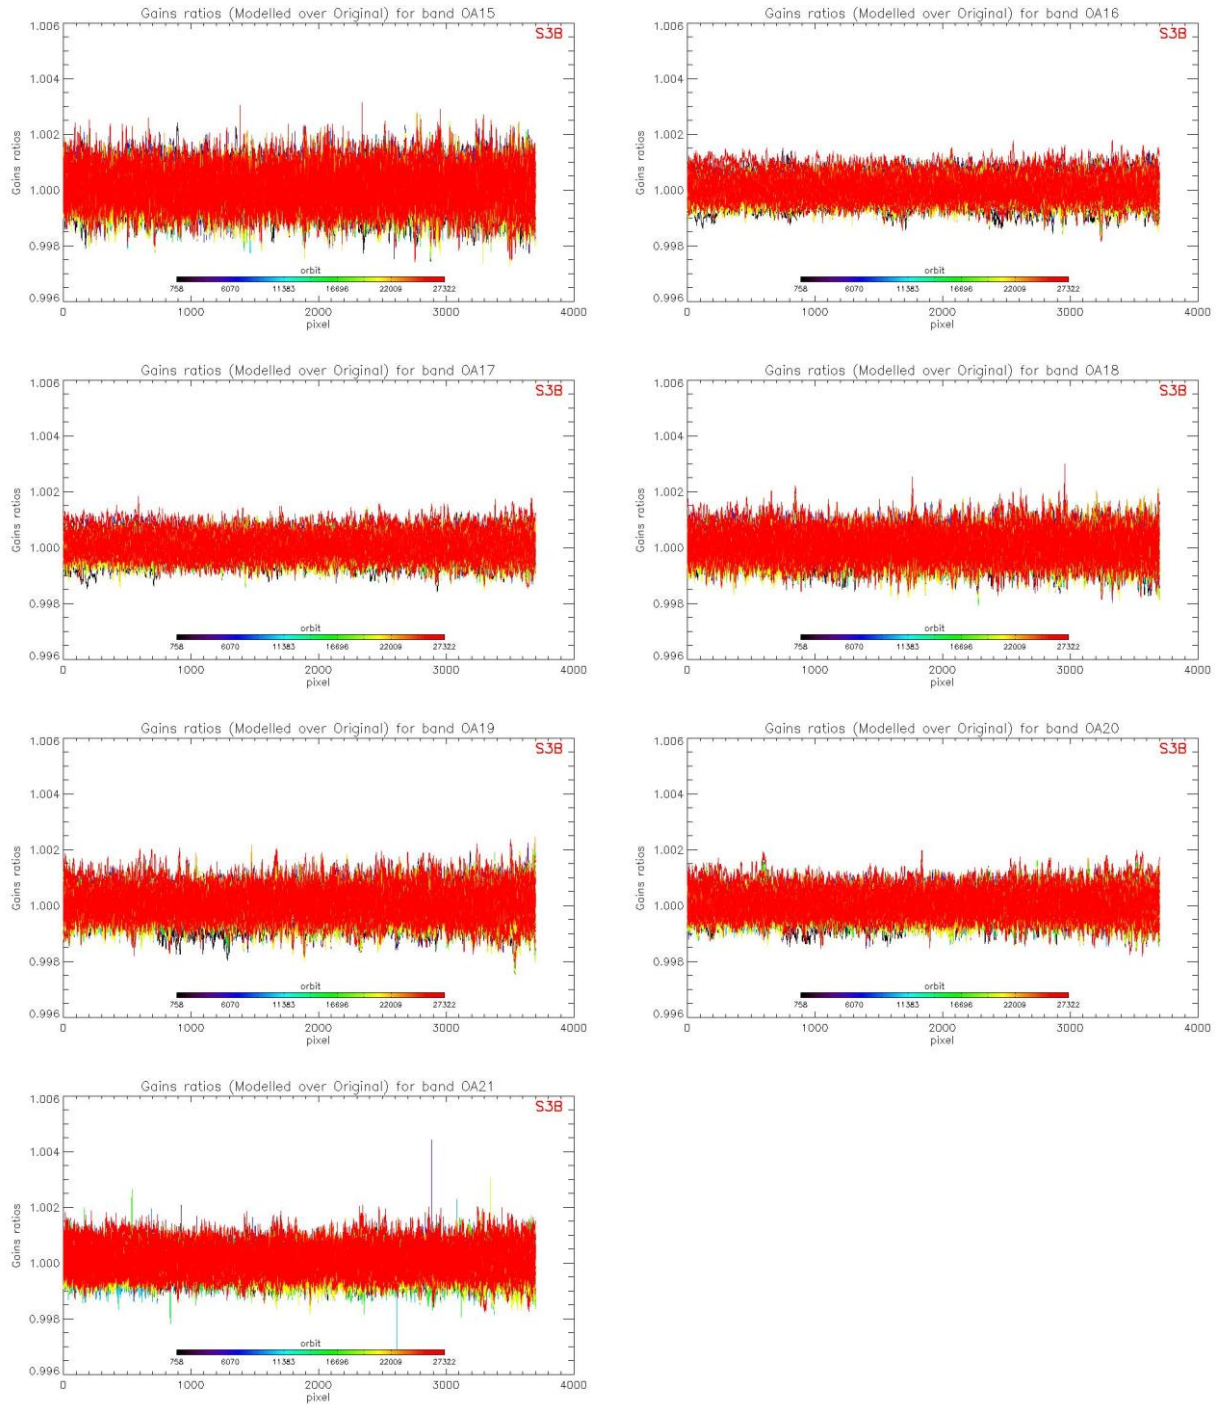 Gains ratios (Modelled over Original) for band OA15
S3B
1.006
1.004
1.002
1.000
0.998
0.996
Gains ratios
orbit
758 6070 11383 16696 22009 27322
0 1000 2000 3000 4000
pixel
Gains ratios (Modelled over Original) for band OA16
S3B
1.006
1.004
1.002
1.000
0.998
0.996
Gains ratios
orbit
758 6070 11383 16696 22009 27322
0 1000 2000 3000 4000
pixel
Gains ratios (Modelled over Original) for band OA17
S3B
1.006
1.004
1.002
1.000
0.998
0.996
Gains ratios
orbit
758 6070 11383 16696 22009 27322
0 1000 2000 3000 4000
pixel
Gains ratios (Modelled over Original) for band OA18
S3B
1.006
1.004
1.002
1.000
0.998
0.996
Gains ratios
orbit
758 6070 11383 16696 22009 27322
0 1000 2000 3000 4000
pixel
Gains ratios (Modelled over Original) for band OA19
S3B
1.006
1.004
1.002
1.000
0.998
0.996
Gains ratios
orbit
758 6070 11383 16696 22009 27322
0 1000 2000 3000 4000
pixel
Gains ratios (Modelled over Original) for band OA20
S3B
1.006
1.004
1.002
1.000
0.998
0.996
Gains ratios
orbit
758 6070 11383 16696 22009 27322
0 1000 2000 3000 4000
pixel
Gains ratios (Modelled over Original) for band OA21
S3B
1.006
1.004
1.002
1.000
0.998
0.996
Gains ratios
orbit
758 6070 11383 16696 22009 27322
0 1000 2000 3000 4000
pixel